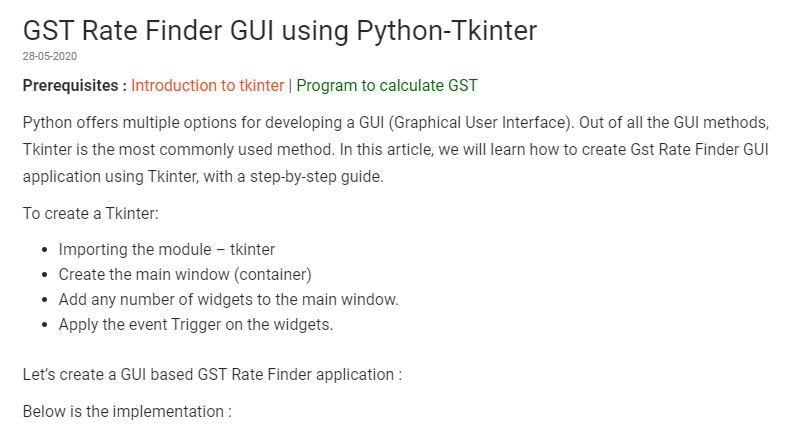 GST Rate Finder GUI using Python-Tkinter
28-05-2020
Prerequisites : Introduction to tkinter | Program to calculate GST
Python offers multiple options for developing a GUI (Graphical User Interface). Out of all the GUI methods,
Tkinter is the most commonly used method. In this article, we will learn how to create Gst Rate Finder GUI
application using Tkinter, with a step-by-step guide.
To create a Tkinter:
• Importing the module – tkinter
• Create the main window (container)
• Add any number of widgets to the main window.
• Apply the event Trigger on the widgets.
Let’s create a GUI based GST Rate Finder application :
Below is the implementation :